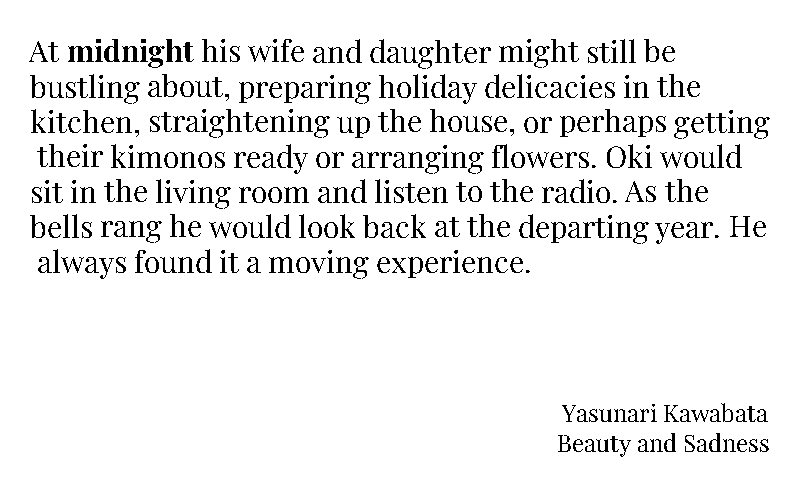 At midnight his wife and daughter might still be
bustling about, preparing holiday delicacies in the
kitchen, straightening up the house, or perhaps getting
their kimonos ready or arranging flowers. Oki would
sit in the living room and listen to the radio. As the
bells rang he would look back at the departing year. He
always found it a moving experience.
Yasunari Kawabata
Beauty and Sadness